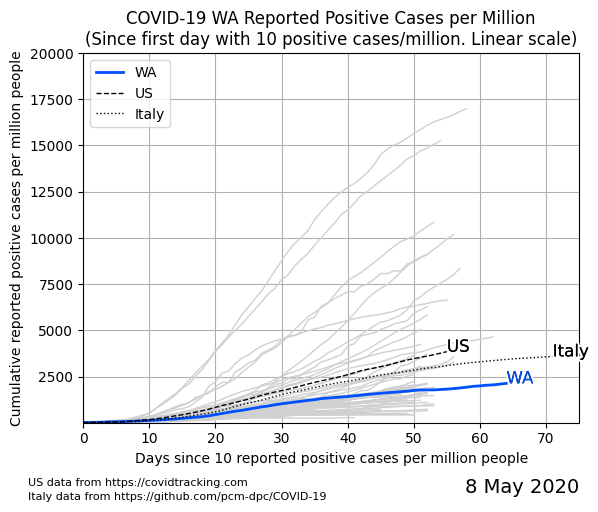 COVID-19 WA Reported Positive Cases per Million
(Since first day with 10 positive cases/million. Linear scale)
Cumulative reported positive cases per million people
20000
17500
15000
12500
10000
7500
5000
2500
WA
US
Italy
US
Italy
WA
0 10 20 30 40 50 60 70
Days since 10 reported positive cases per million people
US data from https://covidtracking.com
Italy data from https://github.com/pcm-dpc/COVID-19
8 May 2020